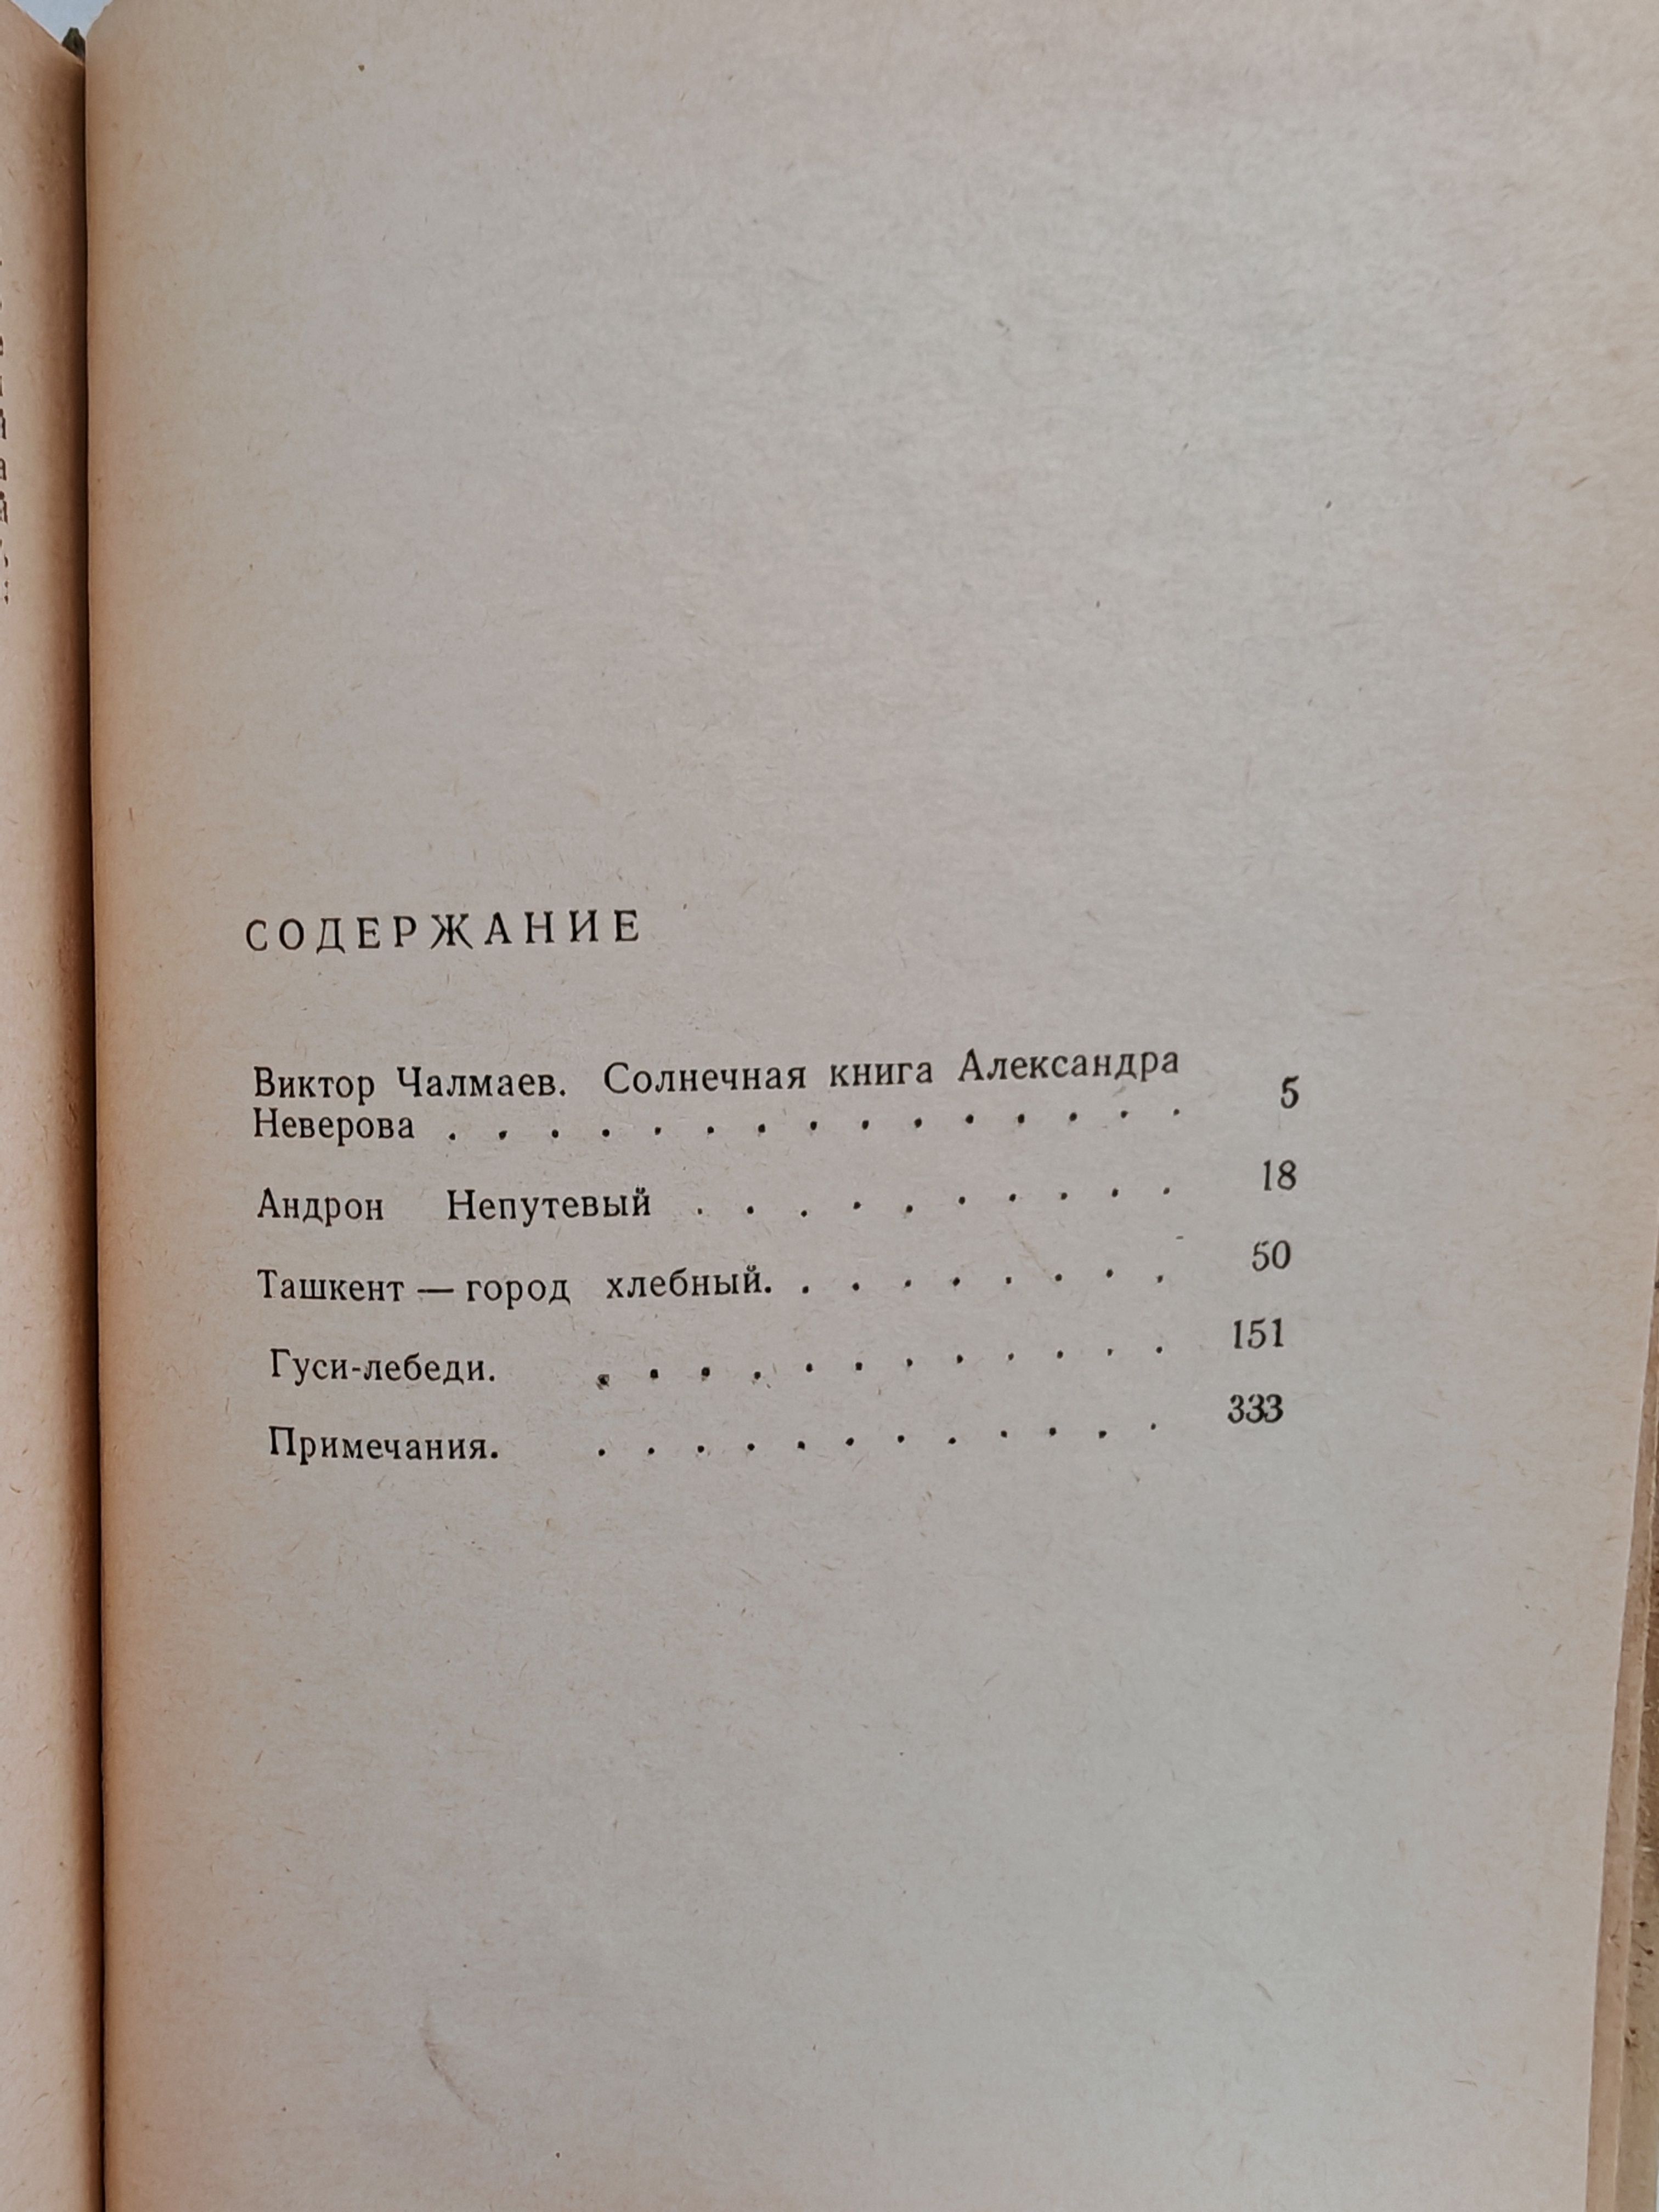 СОДЕРЖАНИЕ
Виктор Чалмаев. Солнечная книга Александра
Неверова . . . . . . . . . . . . . . . 5
Андрон Непутевый . . . . . . . . . . 18
Ташкент — город хлебный. . . . . . . . . 50
Гуси-лебеди. . . . . . . . . . . . . 151
Примечания. . . . . . . . . . . . . 333